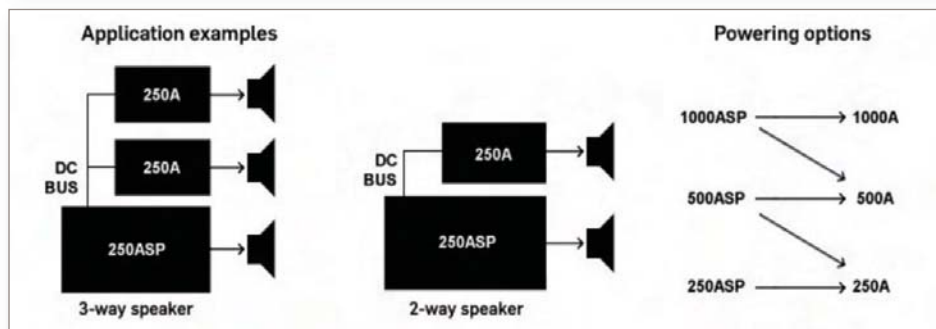 Application examples
250A
250A
DC
BUS
250ASP
3-way speaker
250A
DC
BUS
250ASP
2-way speaker
Powering options
1000ASP 1000A
500ASP 500A
250ASP 250A